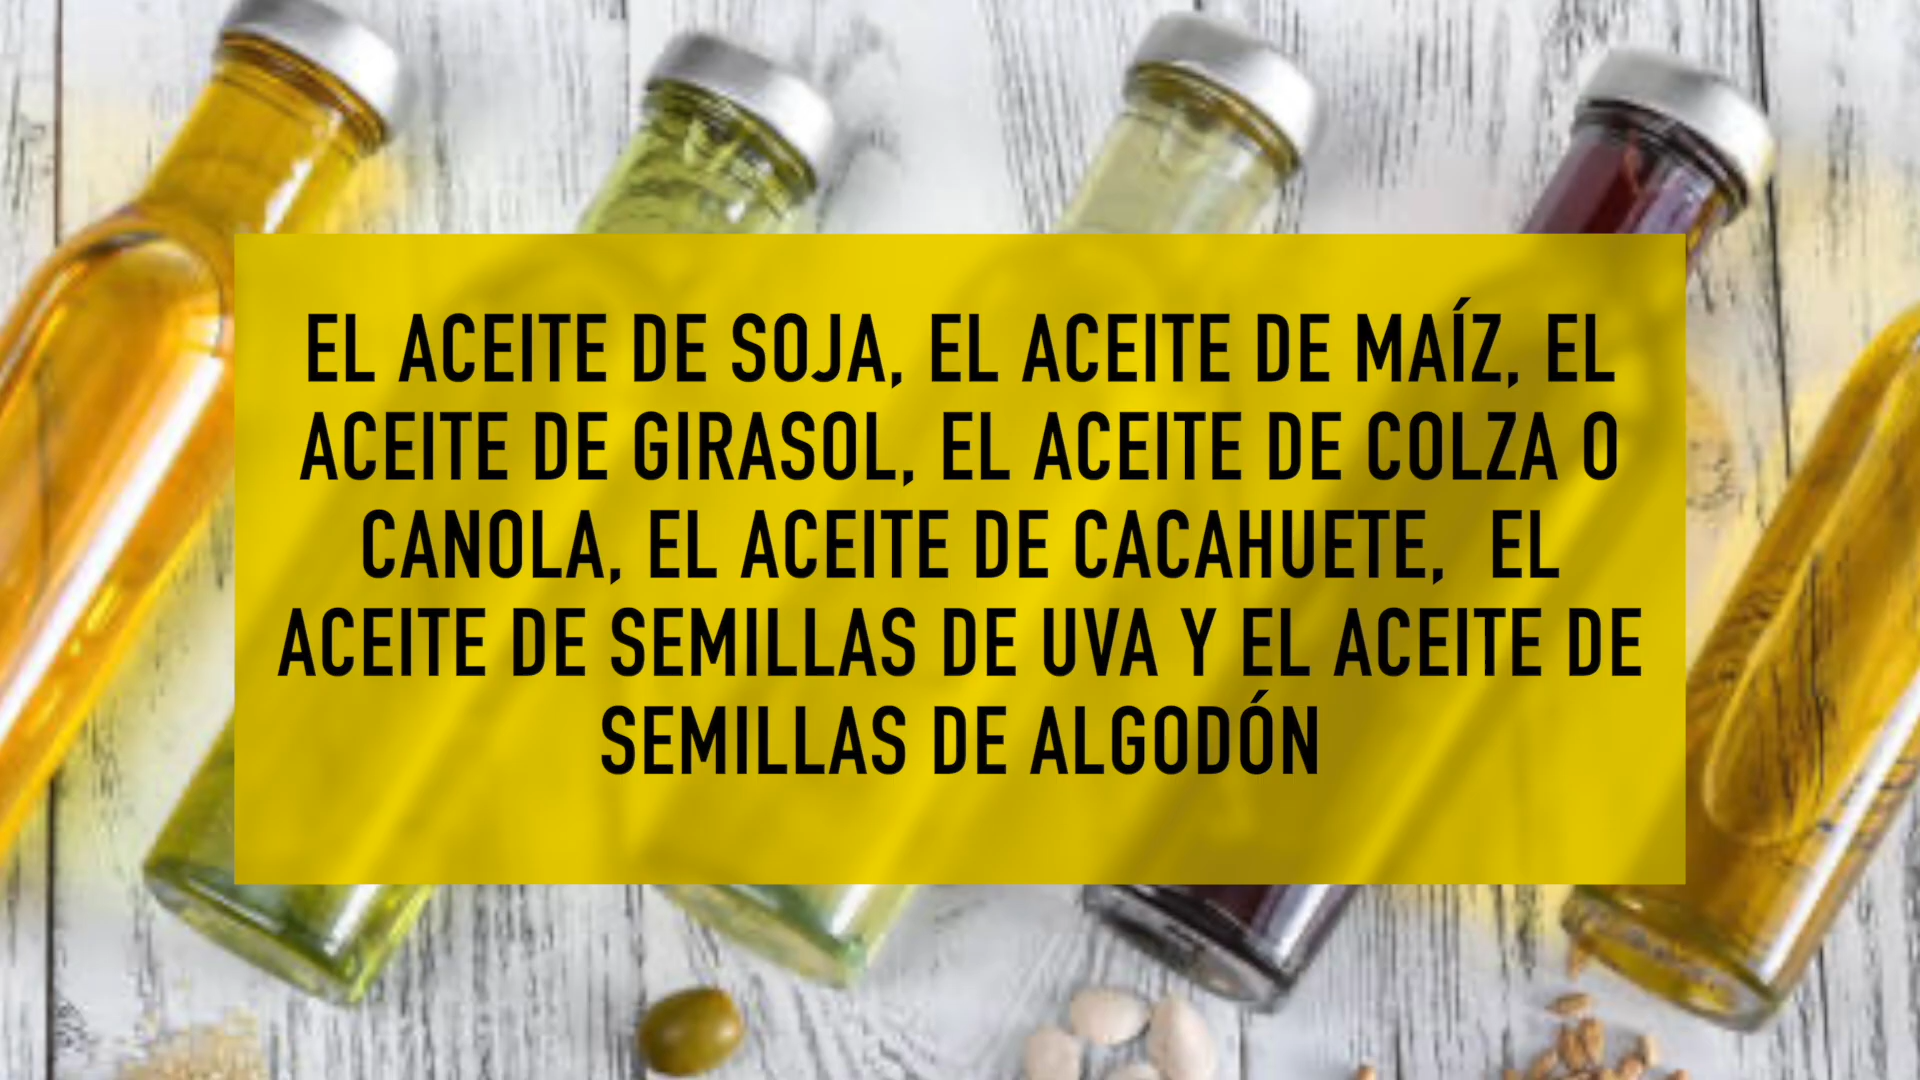 EL ACEITE DE SOJA, EL ACEITE DE MAÍZ, EL
ACEITE DE GIRASOL, EL ACEITE DE COLZA O
CANOLA, EL ACEITE DE CACAHUETE,  EL
ACEITE DE SEMILLAS DE UVA Y EL ACEITE DE
SEMILLAS DE ALGODÓN